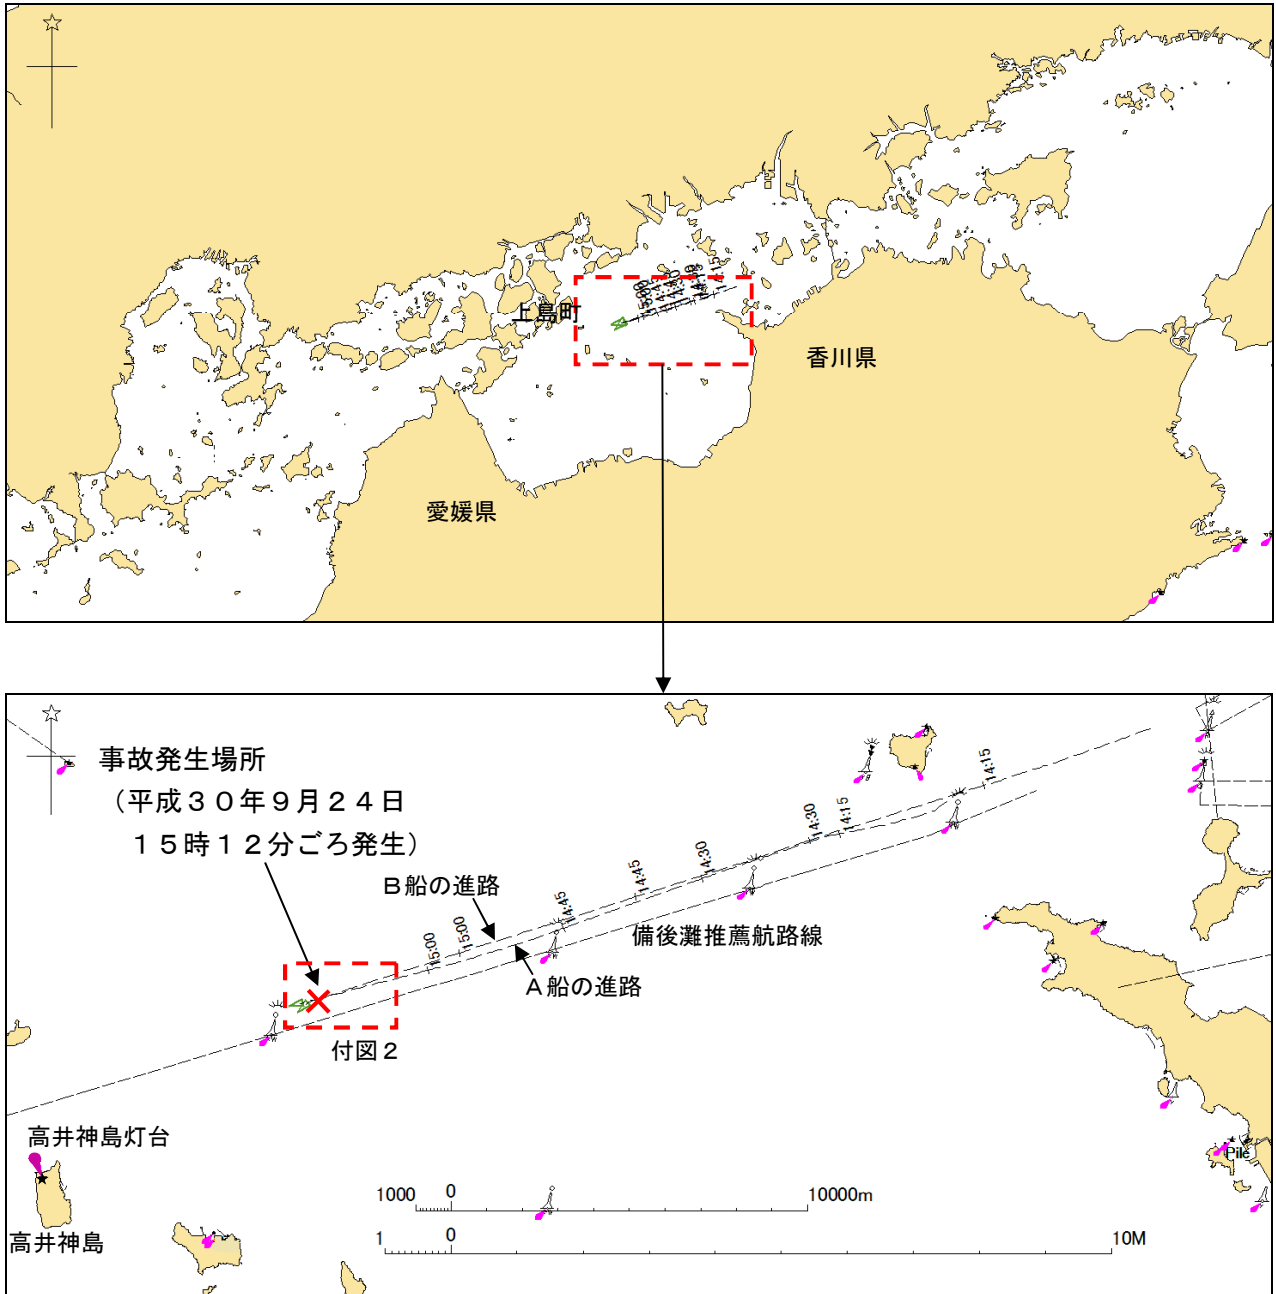 上島町
香川県
愛媛県
事故発生場所
（平成３０年９月２４日
１５時１２分ごろ発生）
14:15
14:30
14:15
14:30
14:45
14:45
15:00
15:00
Ｂ船の進路
備後灘推薦航路線
Ａ船の進路
付図２
高井神島灯台
高井神島
Pile
1000 0 10000m
1 0 10M